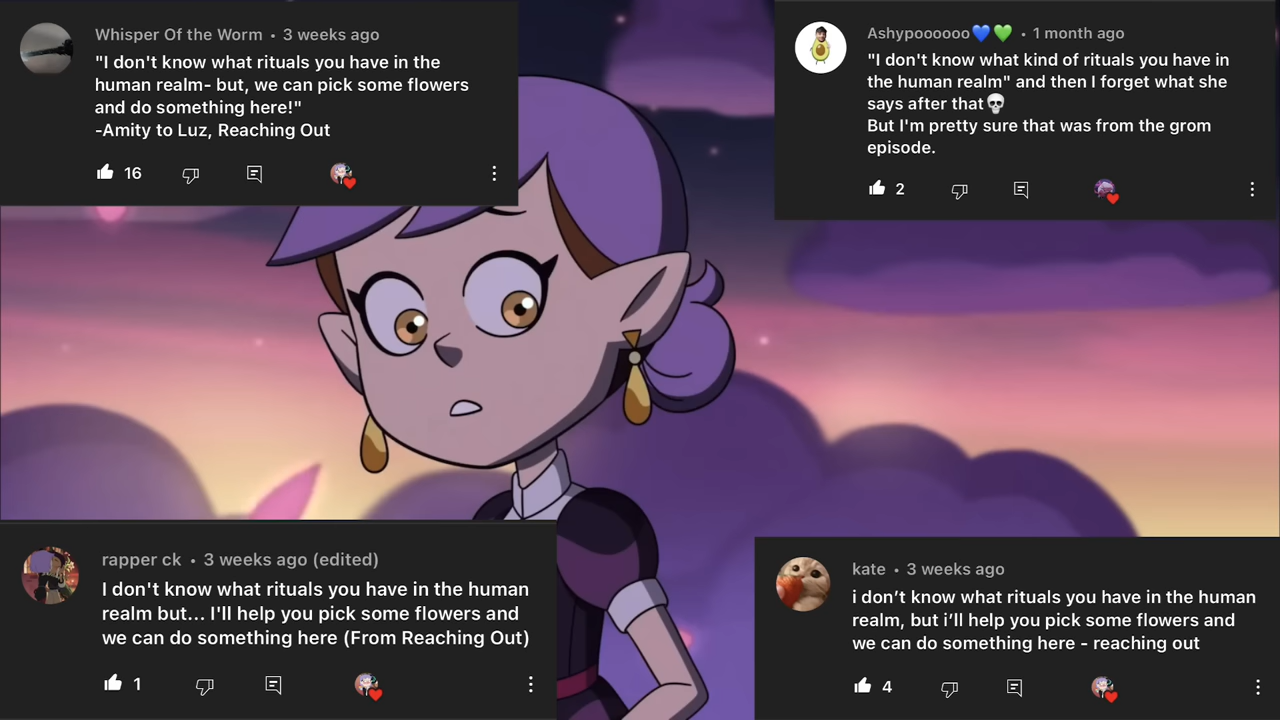 Whisper Of the Worm • 3 weeks ago
"I don't know what rituals you have in the
human realm- but, we can pick some flowers
and do something here!"
-Amity to Luz, Reaching Out
16
Ashypoooooo💙💚 • 1 month ago
"I don't know what kind of rituals you have in
the human realm" and then I forget what she
says after that💀
But I'm pretty sure that was from the grom
episode.
2
rapper ck • 3 weeks ago (edited)
I don't know what rituals you have in the human
realm but... I'll help you pick some flowers and
we can do something here (From Reaching Out)
1
kate • 3 weeks ago
i don’t know what rituals you have in the human
realm, but i’ll help you pick some flowers and
we can do something here - reaching out
4